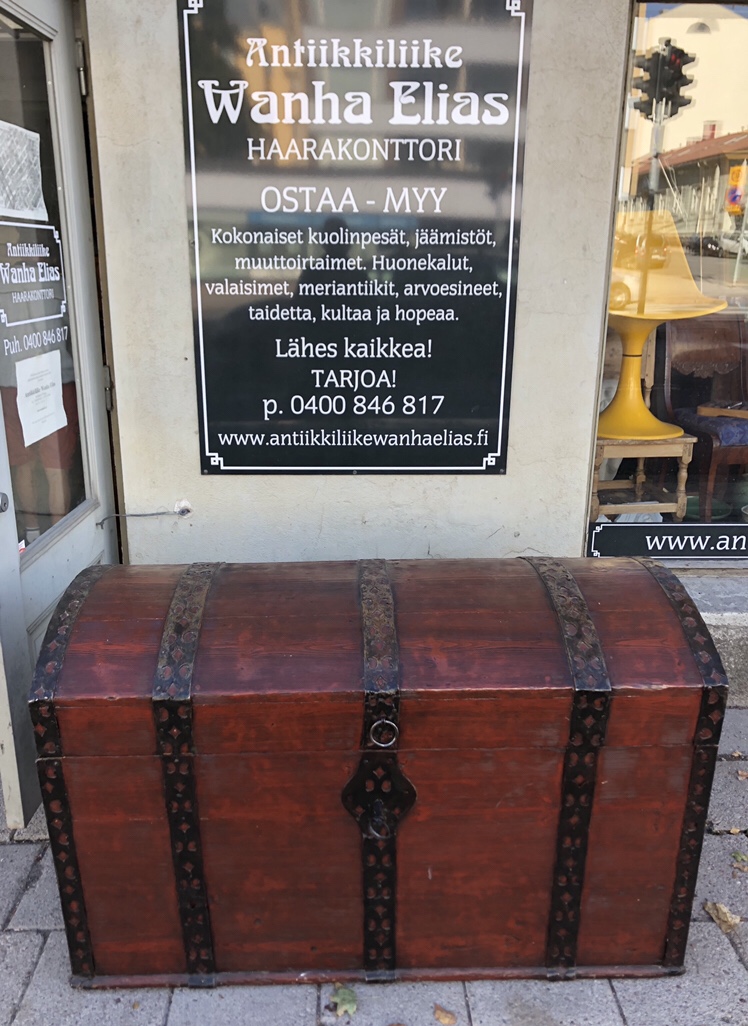 Antiikkiliike
Wanha Elias
HAARAKONTTORI
OSTAA - MYY
Kokonaiset kuolinpesät, jäämistöt,
muuttoirtaimet. Huonekalut,
valaisimet, meriantiikit, arvoesineet,
taidetta, kultaa ja hopeaa.
Lähes kaikkea!
TARJOA!
p. 0400 846 817
www.antiikkiliikewanhaelias.fi
Antiikkiliike
Wanha Elias
HAARAKONTTORI
Puh. 0400 846 817
www.an